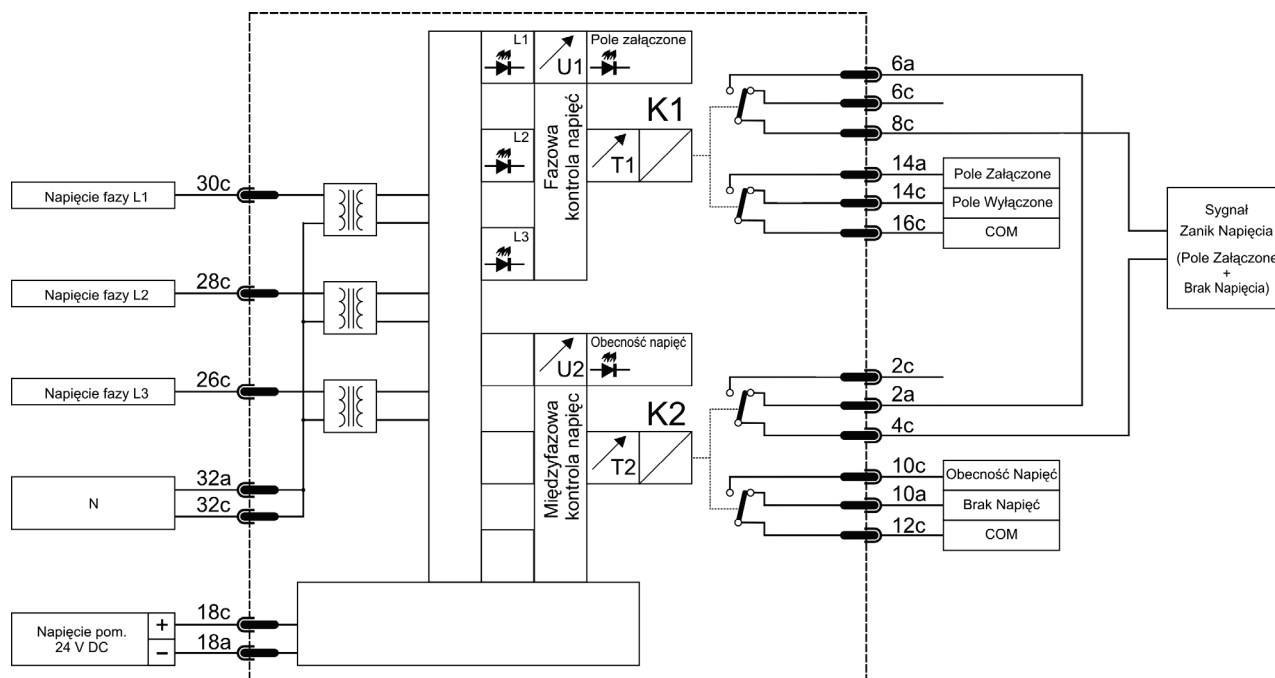 L1
U1
Pole załączone
L2
L3
Fazowa
kontrola napięć
K1
T1
U2
Obecność napięć
Międzyfazowa
kontrola napięć
K2
T2
Napięcie fazy L1
30c
Napięcie fazy L2
28c
Napięcie fazy L3
26c
N
32a
32c
Napięcie pom.
24 V DC
+
−
18c
18a
6a
6c
8c
14a
Pole Załączone
14c
Pole Wyłączone
16c
COM
2c
2a
4c
10c
Obecność Napięć
10a
Brak Napięć
12c
COM
Sygnał
Zanik Napięcia
(Pole Załączone
+
Brak Napięcia)